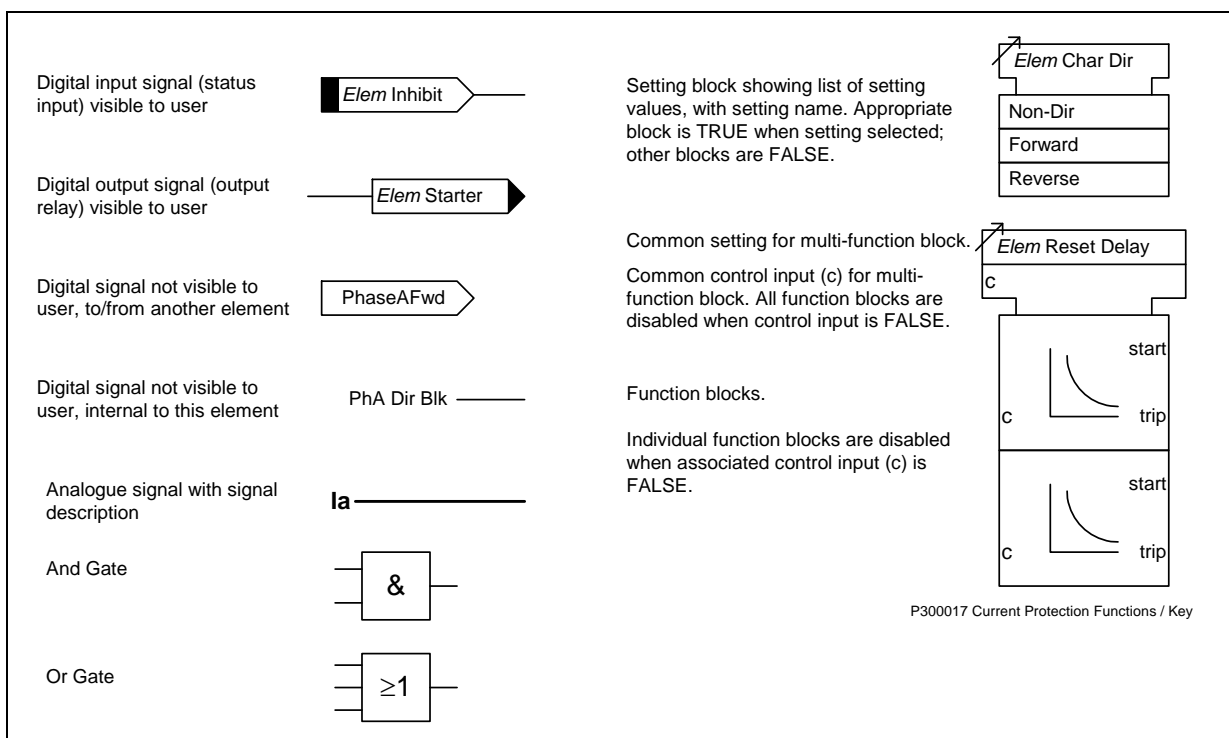 Digital input signal (status
input) visible to user
Elem Inhibit
Digital output signal (output
relay) visible to user
Elem Starter
Digital signal not visible to
user, to/from another element
PhaseAFwd
Digital signal not visible to
user, internal to this element
PhA Dir Blk
Analogue signal with signal
description
Ia
And Gate
&
Or Gate
≥1
Setting block showing list of setting
values, with setting name. Appropriate
block is TRUE when setting selected;
other blocks are FALSE.
Elem Char Dir
Non-Dir
Forward
Reverse
Common setting for multi-function block.
Elem Reset Delay
Common control input (c) for multi-
function block. All function blocks are
disabled when control input is FALSE.
c
Function blocks.
Individual function blocks are disabled
when associated control input (c) is
FALSE.
start
c
trip
start
c
trip
P300017 Current Protection Functions / Key